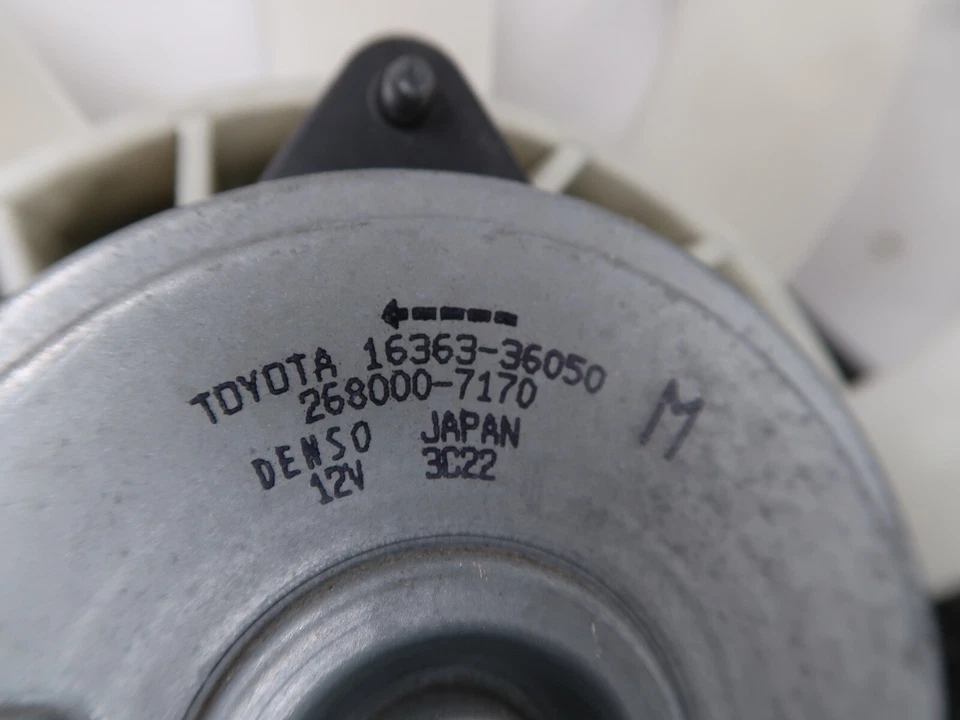 TOYOTA 16363-36050
268000-7170
DENSO JAPAN
12V 3C22
M